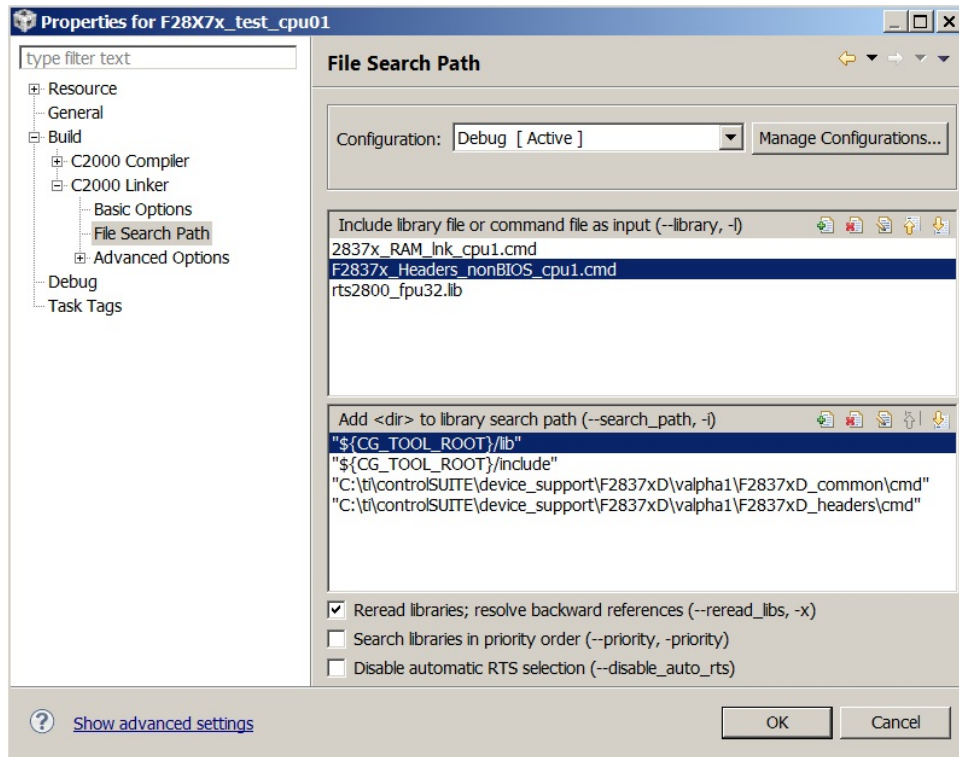 Properties for F28X7x_test_cpu01
type filter text
Resource
General
Build
C2000 Compiler
C2000 Linker
Basic Options
File Search Path
Advanced Options
Debug
Task Tags
File Search Path
Configuration: Debug [ Active ] Manage Configurations...
Include library file or command file as input (--library, -l)
2837x_RAM_lnk_cpu1.cmd
F2837x_Headers_nonBIOS_cpu1.cmd
rts2800_fpu32.lib
Add <dir> to library search path (--search_path, -i)
"${CG_TOOL_ROOT}/lib"
"${CG_TOOL_ROOT}/include"
"C:\ti\controlSUITE\device_support\F2837xD\valpha1\F2837xD_common\cmd"
"C:\ti\controlSUITE\device_support\F2837xD\valpha1\F2837xD_headers\cmd"
Reread libraries; resolve backward references (--reread_libs, -x)
Search libraries in priority order (--priority, -priority)
Disable automatic RTS selection (--disable_auto_rts)
? Show advanced settings OK Cancel